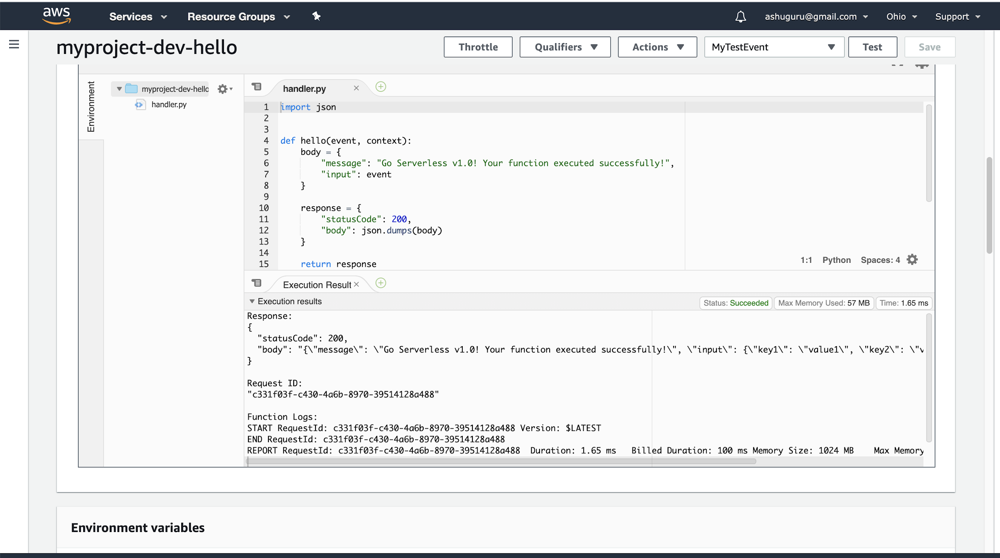 aws Services Resource Groups ashuguru@gmail.com Ohio Support
myproject-dev-hello Throttle Qualifiers Actions MyTestEvent Test Save
Environment
myproject-dev-hello
handler.py
handler.py
1 import json
2
3
4 def hello(event, context):
5     body = {
6         "message": "Go Serverless v1.0! Your function executed successfully!",
7         "input": event
8     }
9
10     response = {
11         "statusCode": 200,
12         "body": json.dumps(body)
13     }
14
15     return response
1:1 Python Spaces: 4
Execution Result
Execution results Status: Succeeded Max Memory Used: 57 MB Time: 1.65 ms
Response:
{
  "statusCode": 200,
  "body": "{\"message\": \"Go Serverless v1.0! Your function executed successfully!\", \"input\": {\"key1\": \"value1\", \"key2\": \"v
}
Request ID:
"c331f03f-c430-4a6b-8970-39514128a488"
Function Logs:
START RequestId: c331f03f-c430-4a6b-8970-39514128a488 Version: $LATEST
END RequestId: c331f03f-c430-4a6b-8970-39514128a488
REPORT RequestId: c331f03f-c430-4a6b-8970-39514128a488  Duration: 1.65 ms   Billed Duration: 100 ms Memory Size: 1024 MB    Max Memory
Environment variables